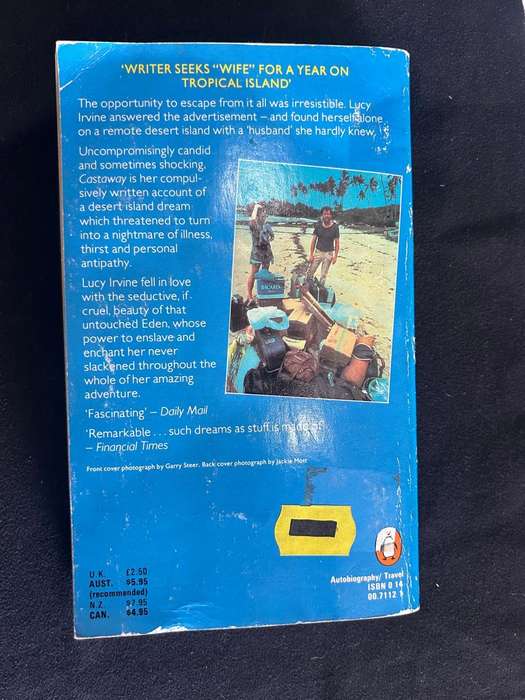 'WRITER SEEKS "WIFE" FOR A YEAR ON
TROPICAL ISLAND'
The opportunity to escape from it all was irresistible. Lucy
Irvine answered the advertisement – and found herself alone
on a remote desert island with a 'husband' she hardly knew.
Uncompromisingly candid
and sometimes shocking,
Castaway is her compul-
sively written account of
a desert island dream
which threatened to turn
into a nightmare of illness,
thirst and personal
antipathy.
Lucy Irvine fell in love
with the seductive, if
cruel, beauty of that
untouched Eden, whose
power to enslave and
enchant her never
slackened throughout the
whole of her amazing
adventure.
'Fascinating' – Daily Mail
'Remarkable . . . such dreams as stuff is made of'
– Financial Times
Front cover photograph by Garry Steer. Back cover photograph by Jackie Mott
BACARDI
U.K. £2.50
AUST. $5.95
(recommended)
N.Z. $7.95
CAN. $4.95
Autobiography/Travel
ISBN 0 14
00.7112 1